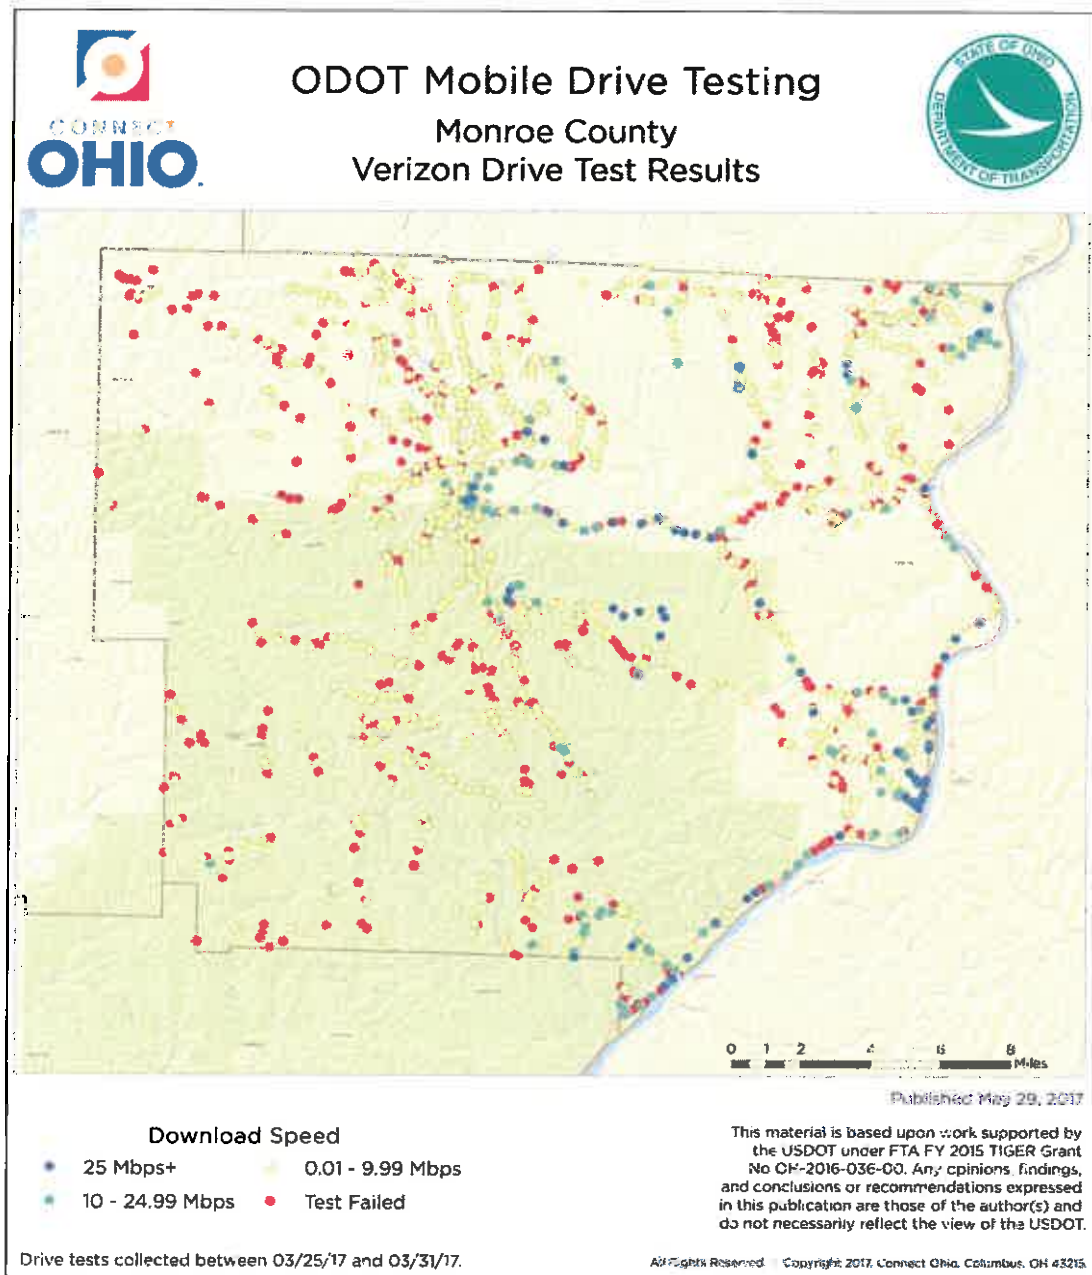 CONNECT
OHIO.
ODOT Mobile Drive Testing
Monroe County
Verizon Drive Test Results
STATE OF OHIO
DEPARTMENT OF TRANSPORTATION
0 1 2 4 6 8
Miles
Published May 29, 2017
Download Speed
25 Mbps+
0.01 - 9.99 Mbps
10 - 24.99 Mbps
Test Failed
This material is based upon work supported by
the USDOT under FTA FY 2015 TIGER Grant
No OH-2016-036-00. Any opinions, findings,
and conclusions or recommendations expressed
in this publication are those of the author(s) and
do not necessarily reflect the view of the USDOT.
Drive tests collected between 03/25/17 and 03/31/17.
All Rights Reserved. Copyright 2017, Connect Ohio, Columbus, OH 43215